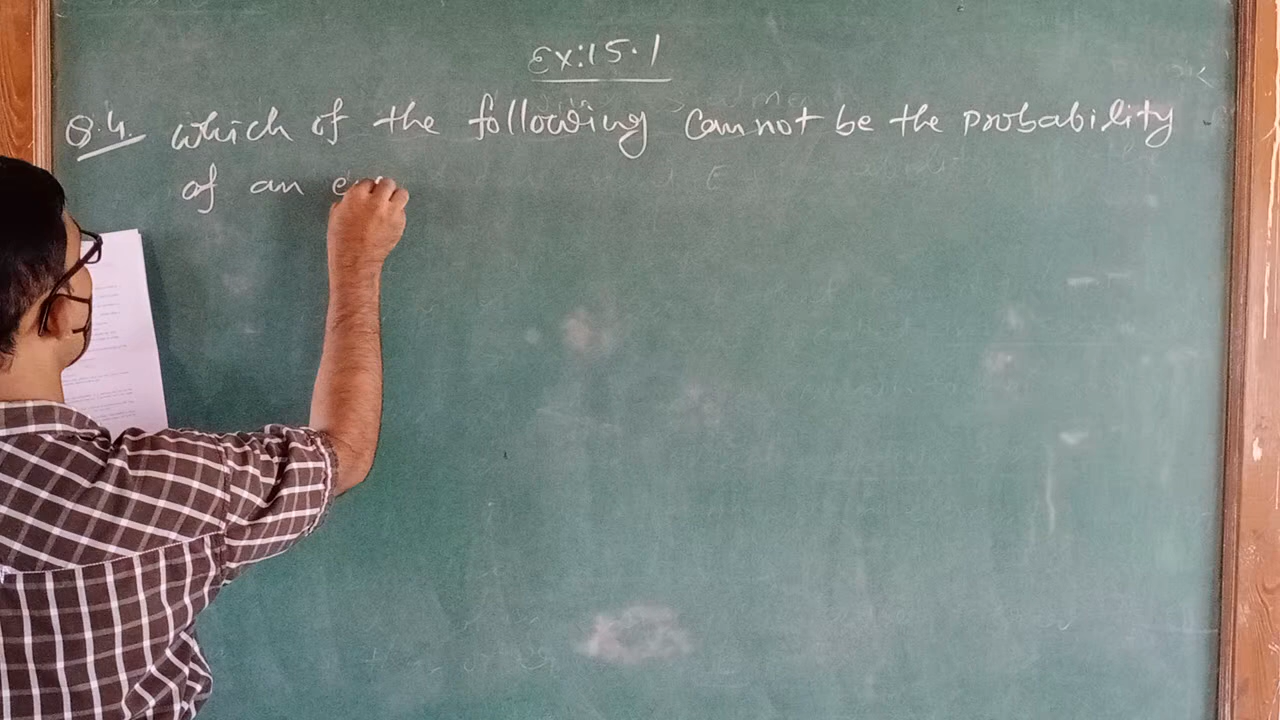 Ex:15.1
Q.4. which of the following cannot be the probability
of an